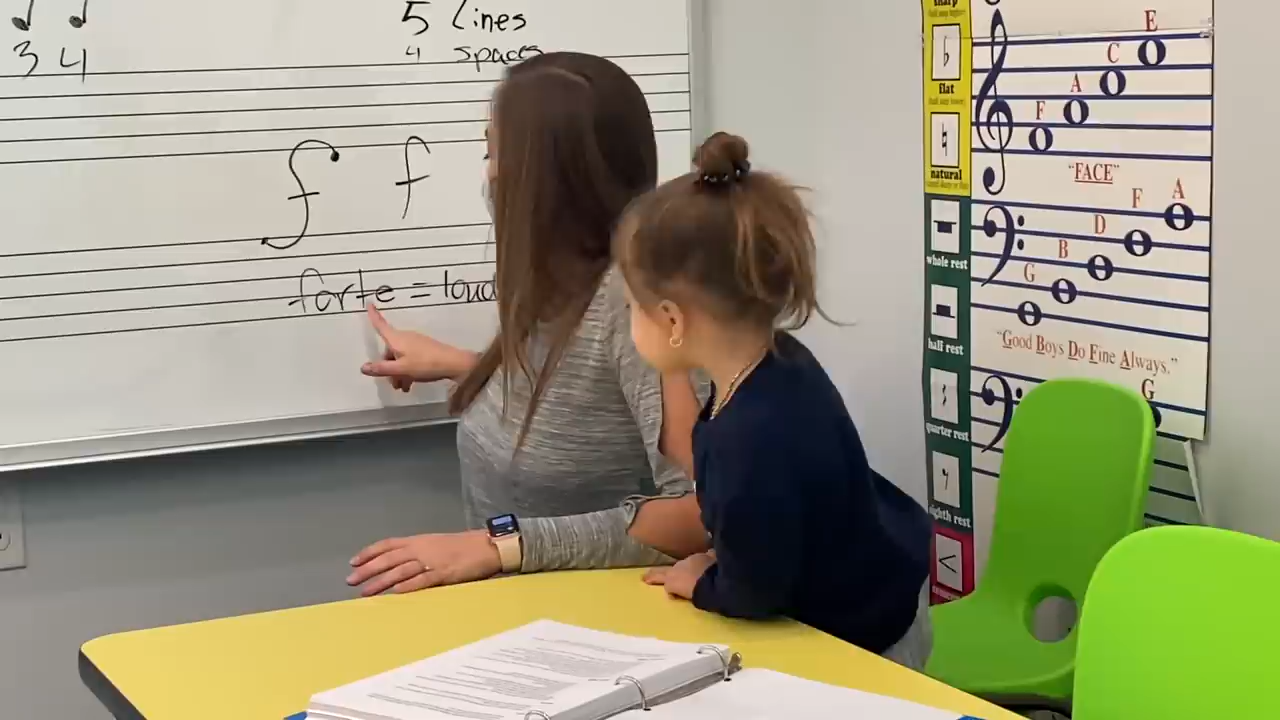 3 4
5 Lines
4 spaces
f f
forte = loud
sharp
flat
natural
whole rest
half rest
quarter rest
eighth rest
F A C E
"FACE"
G B D F A
"Good Boys Do Fine Always."
G